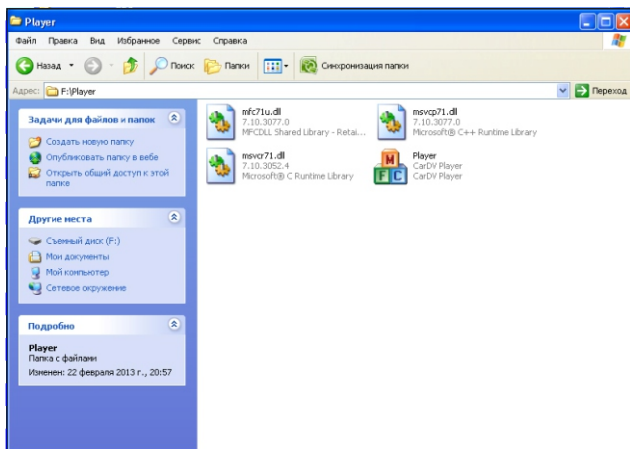 Player
Файл Правка Вид Избранное Сервис Справка
Назад Поиск Папки Синхронизация папки
Адрес: F:\Player Переход
Задачи для файлов и папок
Создать новую папку
Опубликовать папку в вебе
Открыть общий доступ к этой
папке
Другие места
Съемный диск (F:)
Мои документы
Мой компьютер
Сетевое окружение
Подробно
Player
Папка с файлами
Изменен: 22 февраля 2013 г., 20:57
mfc71u.dll
7.10.3077.0
MFCDLL Shared Library - Retai...
msvcp71.dll
7.10.3077.0
Microsoft® C++ Runtime Library
msvcr71.dll
7.10.3052.4
Microsoft® C Runtime Library
M
F C
Player
CarDV Player
CarDV Player